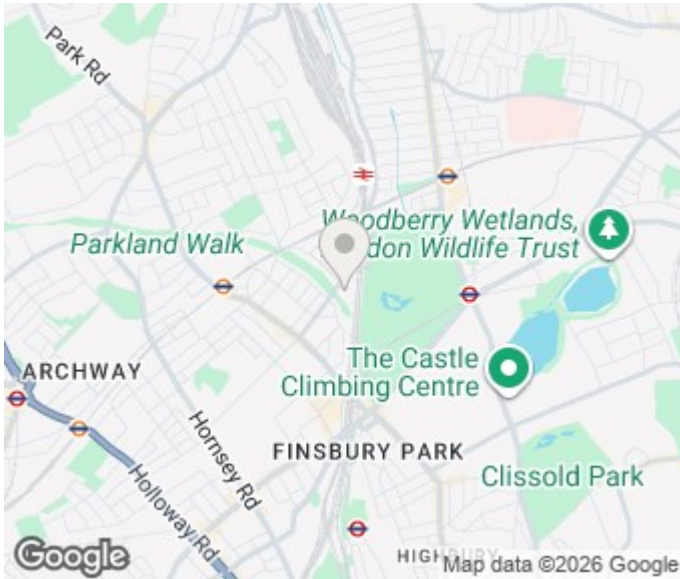 Park Rd
Woodberry Wetlands,
Parkland Walk
don Wildlife Trust
ARCHWAY
The Castle
Climbing Centre
Hornsey Rd
FINSBURY PARK
Holloway Rd
Clissold Park
Google
Map data ©2026 Google